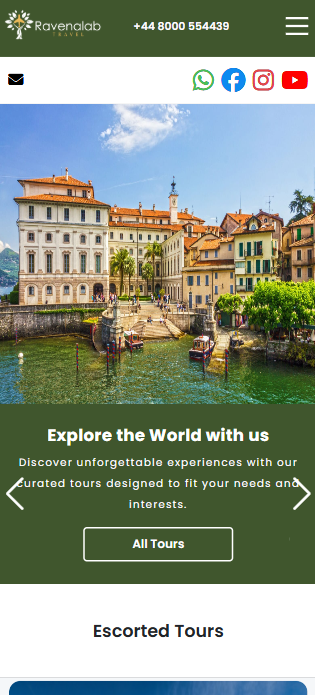 Ravenalab
TRAVEL
+44 8000 554439
Explore the World with us
Discover unforgettable experiences with our
curated tours designed to fit your needs and
interests.
All Tours
Escorted Tours